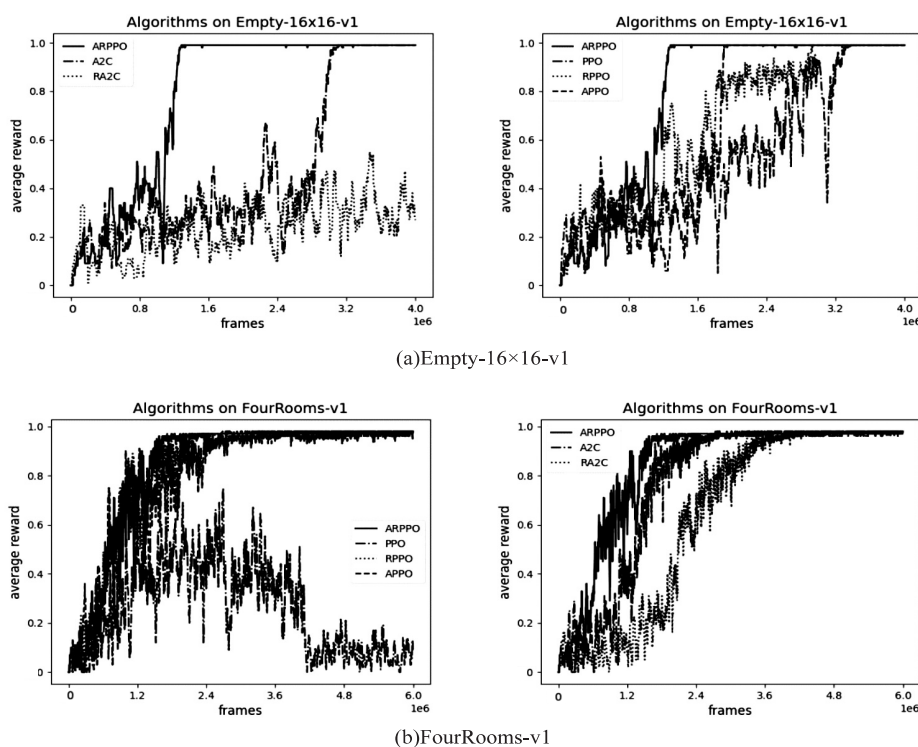 Algorithms on Empty-16x16-v1
1.0
0.8
0.6
0.4
0.2
0
average reward
ARPPO
A2C
RA2C
0 0.8 1.6 2.4 3.2 4.0
1e6
frames
Algorithms on Empty-16x16-v1
1.0
0.8
0.6
0.4
0.2
0.0
average reward
ARPPO
PPO
RPPO
APPO
0 0.8 1.6 2.4 3.2 4.0
1e6
frames
(a)Empty-16×16-v1
Algorithms on FourRooms-v1
1.0
0.8
0.6
0.4
0.2
0
average reward
ARPPO
PPO
RPPO
APPO
0 1.2 2.4 3.6 4.8 6.0
1e6
frames
Algorithms on FourRooms-v1
1.0
0.8
0.6
0.4
0.2
0
average reward
ARPPO
A2C
RA2C
0 1.2 2.4 3.6 4.8 6.0
1e6
frames
(b)FourRooms-v1